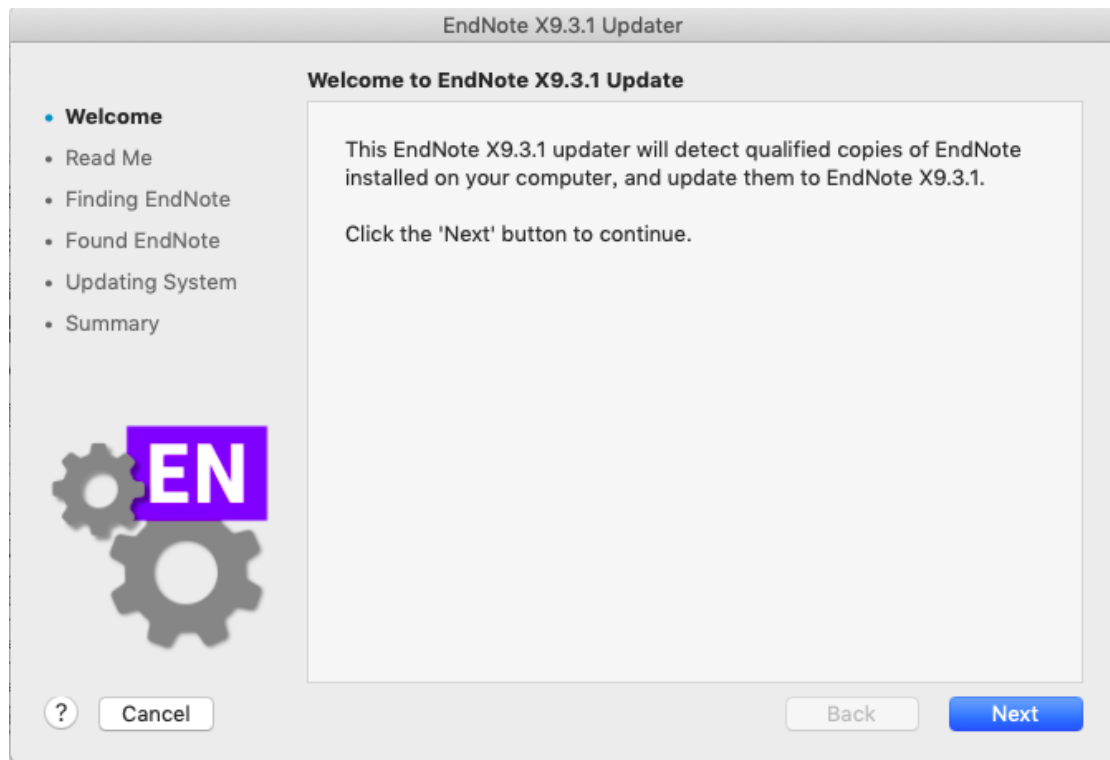 EndNote X9.3.1 Updater
Welcome to EndNote X9.3.1 Update
Welcome
Read Me
Finding EndNote
Found EndNote
Updating System
Summary
This EndNote X9.3.1 updater will detect qualified copies of EndNote
installed on your computer, and update them to EndNote X9.3.1.
Click the 'Next' button to continue.
EN
? Cancel Back Next